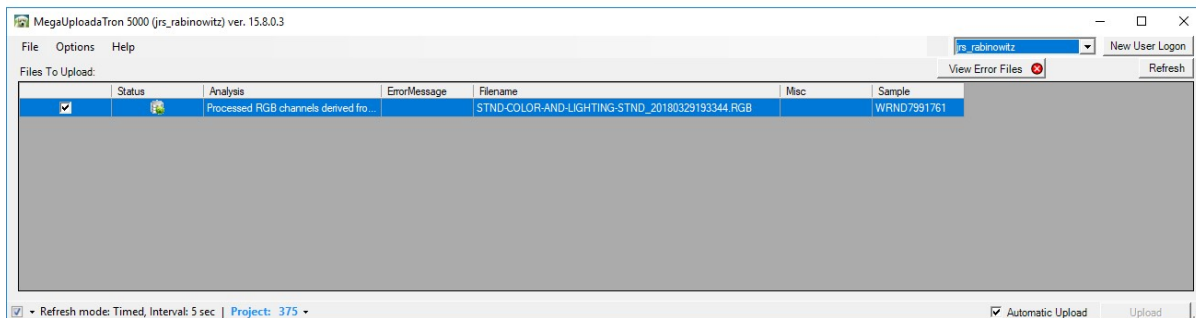 MegaUploadaTron 5000 (jrs_rabinowitz) ver. 15.8.0.3
File Options Help jrs_rabinowitz New User Logon
Files To Upload: View Error Files Refresh
Status Analysis ErrorMessage Filename Misc Sample
Processed RGB channels derived fro... STND-COLOR-AND-LIGHTING-STND_20180329193344.RGB WRND7991761
Refresh mode: Timed, Interval: 5 sec | Project: 375 Automatic Upload Upload